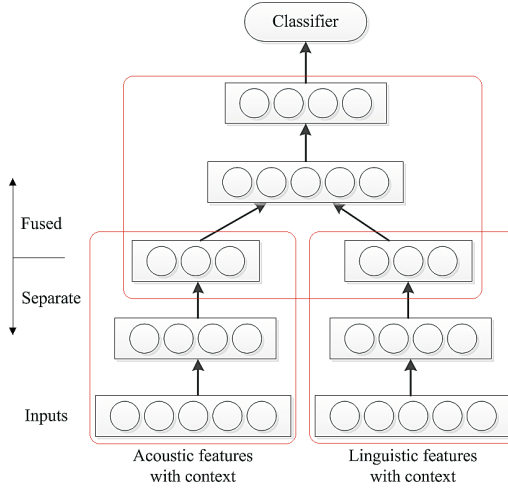 Classifier
Fused
Separate
Inputs
Acoustic features
with context
Linguistic features
with context